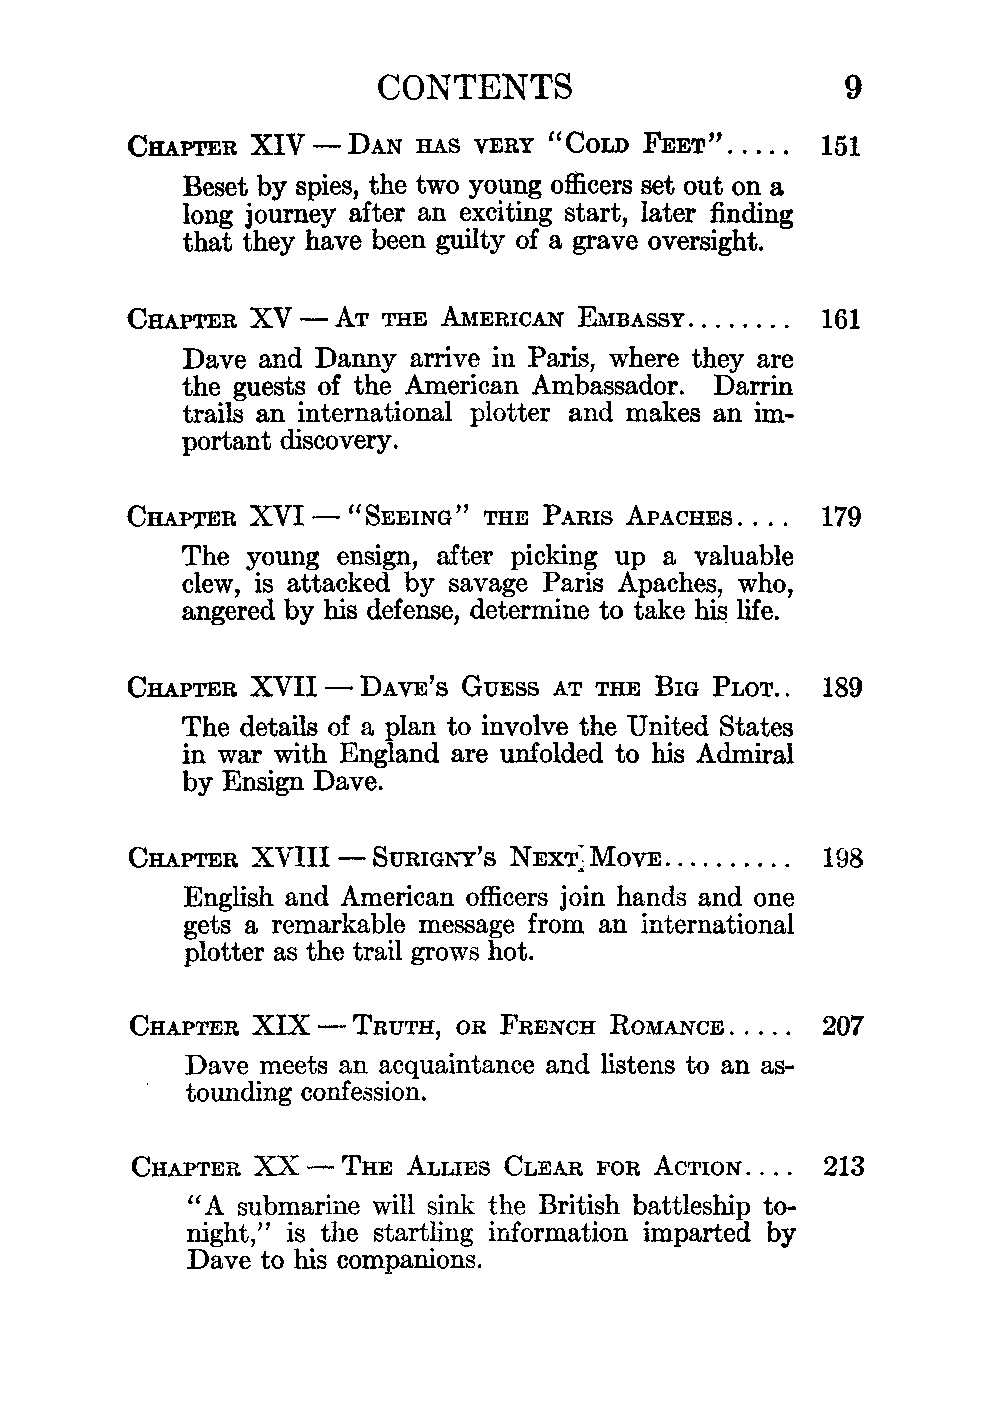 CONTENTS 9
CHAPTER XIV — DAN HAS VERY "COLD FEET"..... 151
Beset by spies, the two young officers set out on a
long journey after an exciting start, later finding
that they have been guilty of a grave oversight.
CHAPTER XV — AT THE AMERICAN EMBASSY........ 161
Dave and Danny arrive in Paris, where they are
the guests of the American Ambassador. Darrin
trails an international plotter and makes an im-
portant discovery.
CHAPTER XVI — "SEEING" THE PARIS APACHES.... 179
The young ensign, after picking up a valuable
clew, is attacked by savage Paris Apaches, who,
angered by his defense, determine to take his life.
CHAPTER XVII — DAVE'S GUESS AT THE BIG PLOT.. 189
The details of a plan to involve the United States
in war with England are unfolded to his Admiral
by Ensign Dave.
CHAPTER XVIII — SURIGNY'S NEXT MOVE.......... 198
English and American officers join hands and one
gets a remarkable message from an international
plotter as the trail grows hot.
CHAPTER XIX — TRUTH, OR FRENCH ROMANCE..... 207
Dave meets an acquaintance and listens to an as-
tounding confession.
CHAPTER XX — THE ALLIES CLEAR FOR ACTION.... 213
"A submarine will sink the British battleship to-
night," is the startling information imparted by
Dave to his companions.